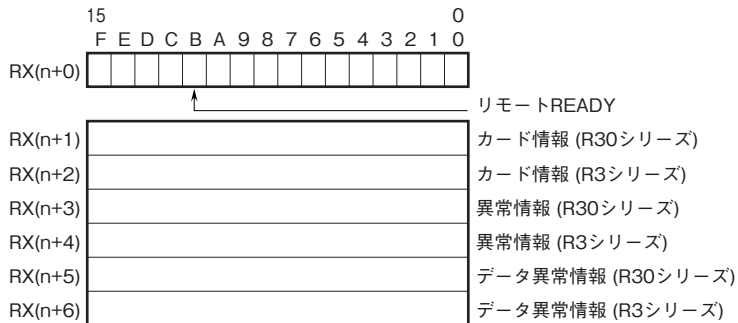 15 0
F E D C B A 9 8 7 6 5 4 3 2 1 0
RX(n+0)
リモートREADY
RX(n+1) カード情報 (R30シリーズ)
RX(n+2) カード情報 (R3シリーズ)
RX(n+3) 異常情報 (R30シリーズ)
RX(n+4) 異常情報 (R3シリーズ)
RX(n+5) データ異常情報 (R30シリーズ)
RX(n+6) データ異常情報 (R3シリーズ)